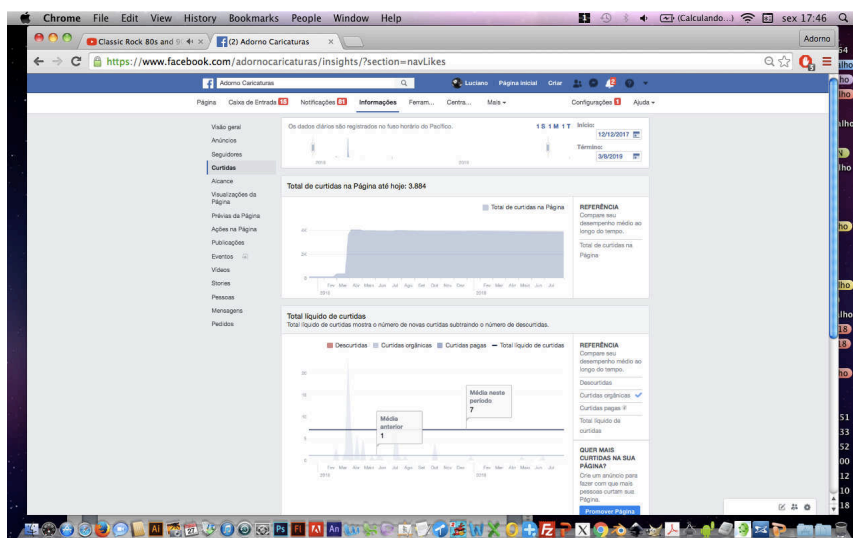 Chrome File Edit View History Bookmarks People Window Help
1 (Calculando...) sex 17:46
Classic Rock 80s and 9
(2) Adorno Caricaturas
Adorno
https://www.facebook.com/adornocaricaturas/insights/?section=navLikes
Adorno Caricaturas
Luciano Página inicial Criar
Página Caixa de Entrada Notificações 81 Informações Ferram... Centra... Mais Configurações 1 Ajuda
Visão geral
Anúncios
Seguidores
Curtidas
Alcance
Visualizações da
Página
Prévias da Página
Ações na Página
Publicações
Eventos
Vídeos
Stories
Pessoas
Mensagens
Pedidos
Os dados diários são registrados no fuso horário do Pacífico.
1 S 1 M 1 T
Início:
12/12/2017
Término:
3/8/2019
Total de curtidas na Página até hoje: 3.884
Total de curtidas na Página
REFERÊNCIA
Compare seu
desempenho médio ao
longo do tempo.
Total de curtidas na
Página
Total líquido de curtidas
Total líquido de curtidas mostra o número de novas curtidas subtraindo o número de descurtidas.
Descurtidas Curtidas orgânicas Curtidas pagas Total líquido de curtidas
Média neste
período
7
Média
anterior
1
REFERÊNCIA
Compare seu
desempenho médio ao
longo do tempo.
Descurtidas
Curtidas orgânicas
Curtidas pagas
Total líquido de
curtidas
QUER MAIS
CURTIDAS NA SUA
PÁGINA?
Crie um anúncio para
fazer com que mais
pessoas curtam sua
Página.
Promover Página